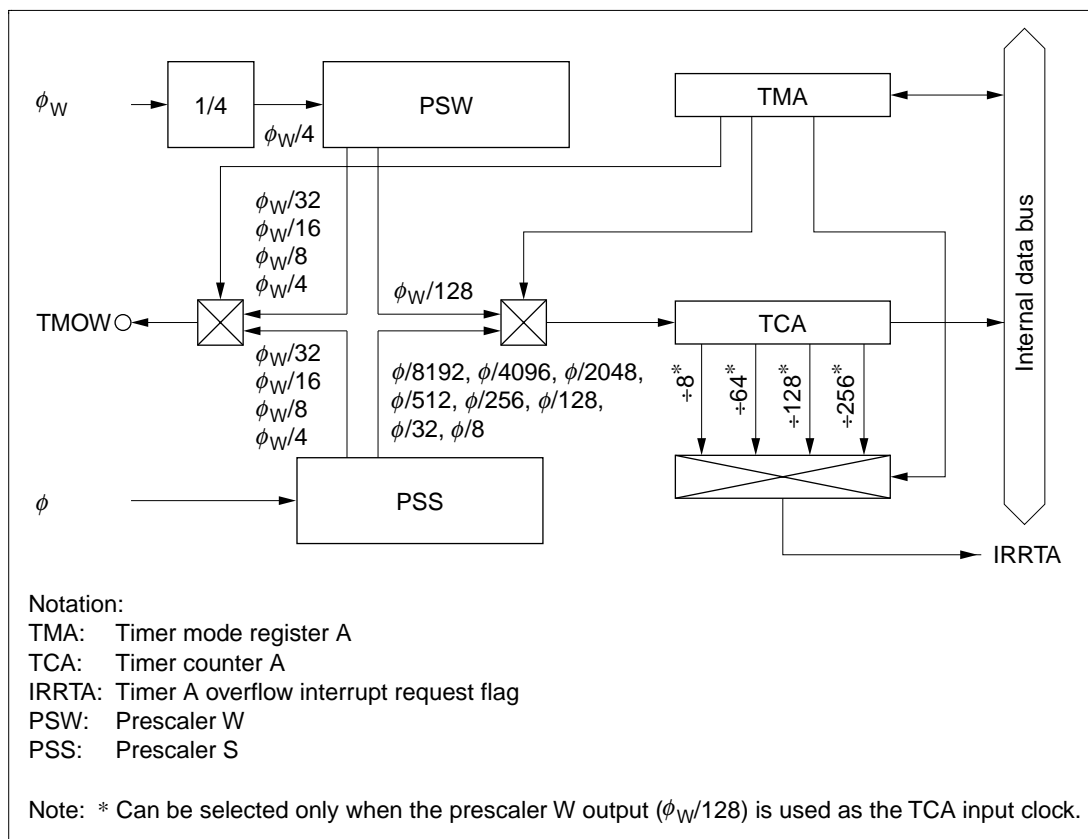 ϕW
1/4
PSW
TMA
ϕW/4
ϕW/32
ϕW/16
ϕW/8
ϕW/4
ϕW/128
TMOW
TCA
Internal data bus
ϕW/32
ϕW/16
ϕW/8
ϕW/4
ϕ/8192, ϕ/4096, ϕ/2048,
ϕ/512, ϕ/256, ϕ/128,
ϕ/32, ϕ/8
÷8*
÷64*
÷128*
÷256*
ϕ
PSS
IRRTA
Notation:
TMA: Timer mode register A
TCA: Timer counter A
IRRTA: Timer A overflow interrupt request flag
PSW: Prescaler W
PSS: Prescaler S
Note: * Can be selected only when the prescaler W output (ϕW/128) is used as the TCA input clock.